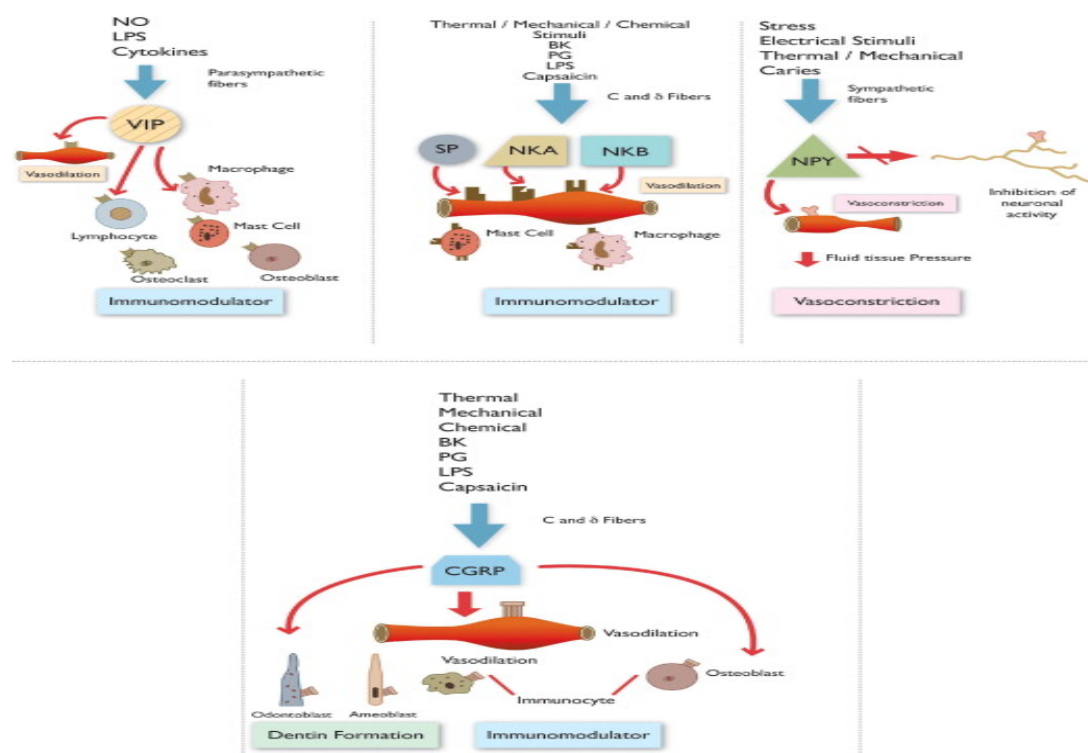 NO
LPS
Cytokines
Parasympathetic
fibers
VIP
Vasodilation
Macrophage
Lymphocyte
Mast Cell
Osteoclast
Osteoblast
Immunomodulator
Thermal / Mechanical / Chemical
Stimuli
BK
PG
LPS
Capsaicin
C and δ Fibers
SP
NKA
NKB
Vasodilation
Mast Cell
Macrophage
Immunomodulator
Stress
Electrical Stimuli
Thermal / Mechanical
Caries
Sympathetic
fibers
NPY
Vasoconstriction
Inhibition of
neuronal
activity
Fluid tissue Pressure
Vasoconstriction
Thermal
Mechanical
Chemical
BK
PG
LPS
Capsaicin
C and δ Fibers
CGRP
Vasodilation
Vasodilation
Osteoblast
Immunocyte
Odontoblast
Ameoblast
Dentin Formation
Immunomodulator